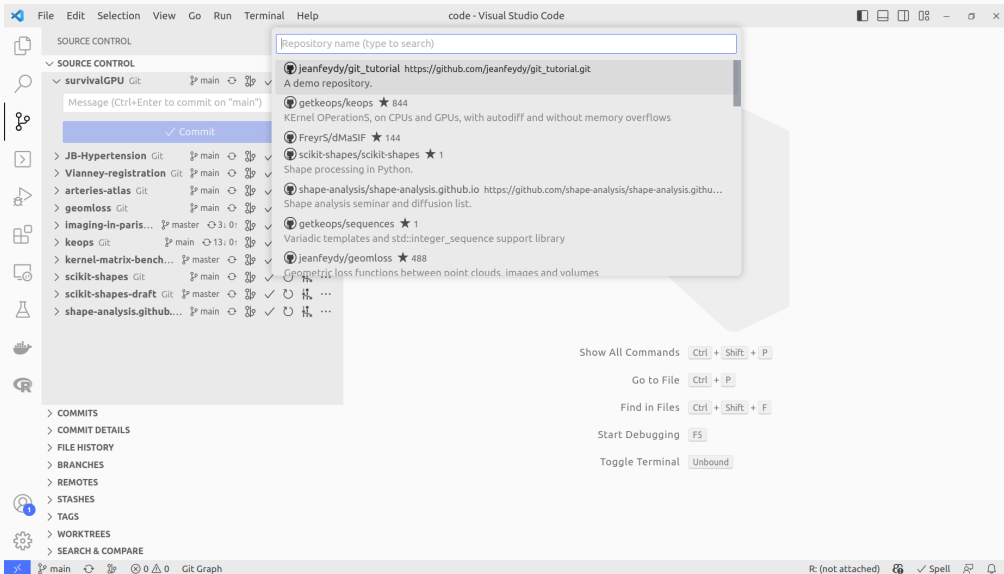 File Edit Selection View Go Run Terminal Help code - Visual Studio Code
SOURCE CONTROL
SOURCE CONTROL
survivalGPU Git main
Message (Ctrl+Enter to commit on "main")
Commit
JB-Hypertension Git main
Vianney-registration Git main
arteries-atlas Git main
geomloss Git main
imaging-in-paris... master 3↓ 0↑
keops Git main 13↓ 0↑
kernel-matrix-bench... master
scikit-shapes Git main
scikit-shapes-draft Git master
shape-analysis.github.... main
COMMITS
COMMIT DETAILS
FILE HISTORY
BRANCHES
REMOTES
STASHES
TAGS
WORKTREES
SEARCH & COMPARE
Repository name (type to search)
jeanfeydy/git_tutorial https://github.com/jeanfeydy/git_tutorial.git
A demo repository.
getkeops/keops ★ 844
KErnel OPerationS, on CPUs and GPUs, with autodiff and without memory overflows
FreyrS/dMaSIF ★ 144
scikit-shapes/scikit-shapes ★ 1
Shape processing in Python.
shape-analysis/shape-analysis.github.io https://github.com/shape-analysis/shape-analysis.githu...
Shape analysis seminar and diffusion list.
getkeops/sequences ★ 1
Variadic templates and std::integer_sequence support library
jeanfeydy/geomloss ★ 488
Geometric loss functions between point clouds, images and volumes
Show All Commands Ctrl + Shift + P
Go to File Ctrl + P
Find in Files Ctrl + Shift + F
Start Debugging F5
Toggle Terminal Unbound
1
main 0 0 Git Graph R: (not attached) Spell